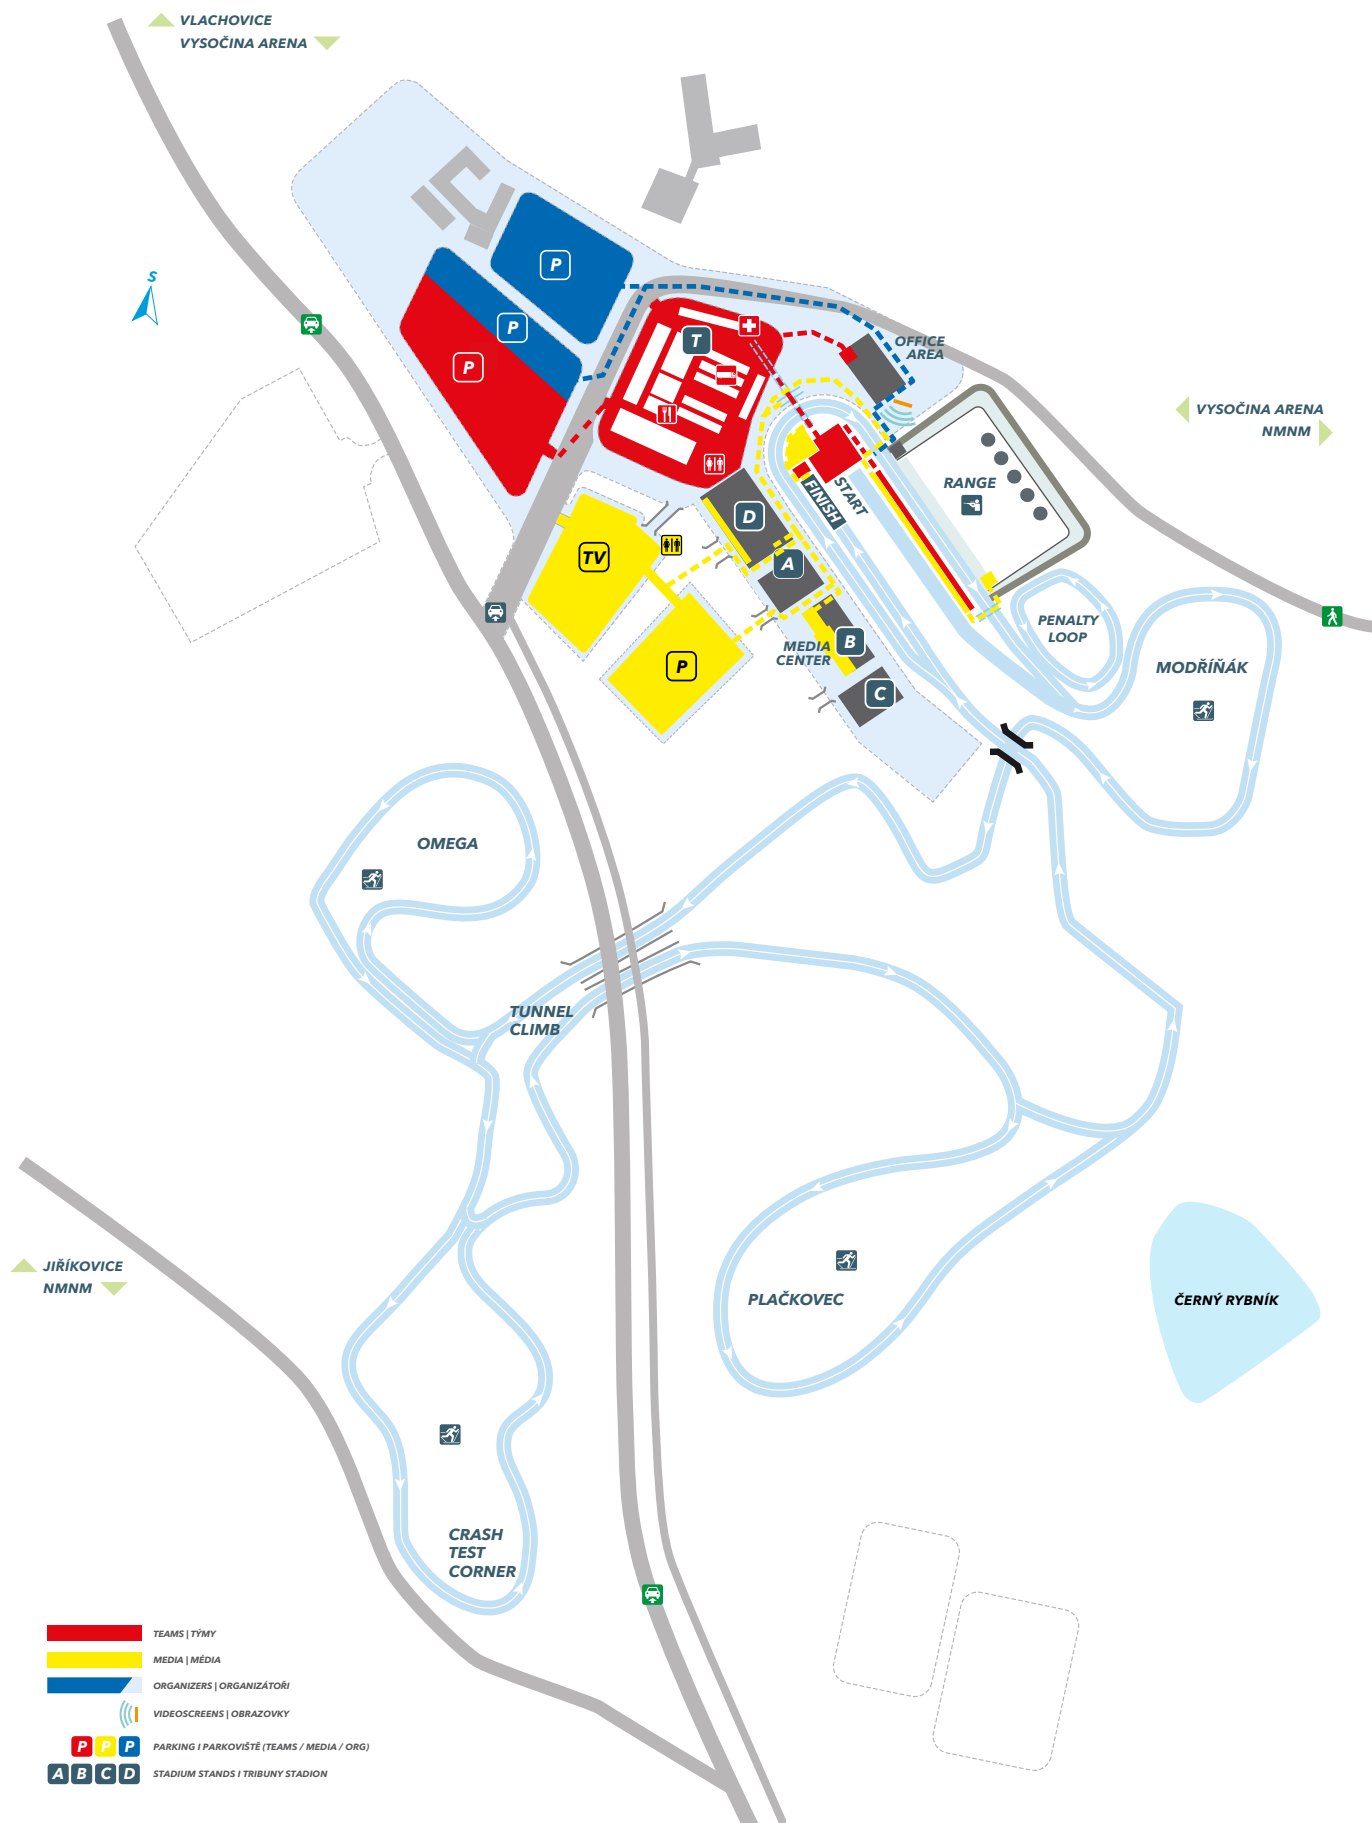 VLACHOVICE
VYSOČINA ARENA
S
P
P
P
T
OFFICE
AREA
VYSOČINA ARENA
NMNM
RANGE
START
FINISH
D
A
TV
P
B
MEDIA
CENTER
C
PENALTY
LOOP
MODŘÍŇÁK
OMEGA
TUNNEL
CLIMB
JIŘÍKOVICE
NMNM
PLAČKOVEC
ČERNÝ RYBNÍK
CRASH
TEST
CORNER
TEAMS | TÝMY
MEDIA | MÉDIA
ORGANIZERS | ORGANIZÁTOŘI
VIDEOSCREENS | OBRAZOVKY
P P P PARKING I PARKOVIŠTĚ (TEAMS / MEDIA / ORG)
A B C D STADIUM STANDS I TRIBUNY STADION